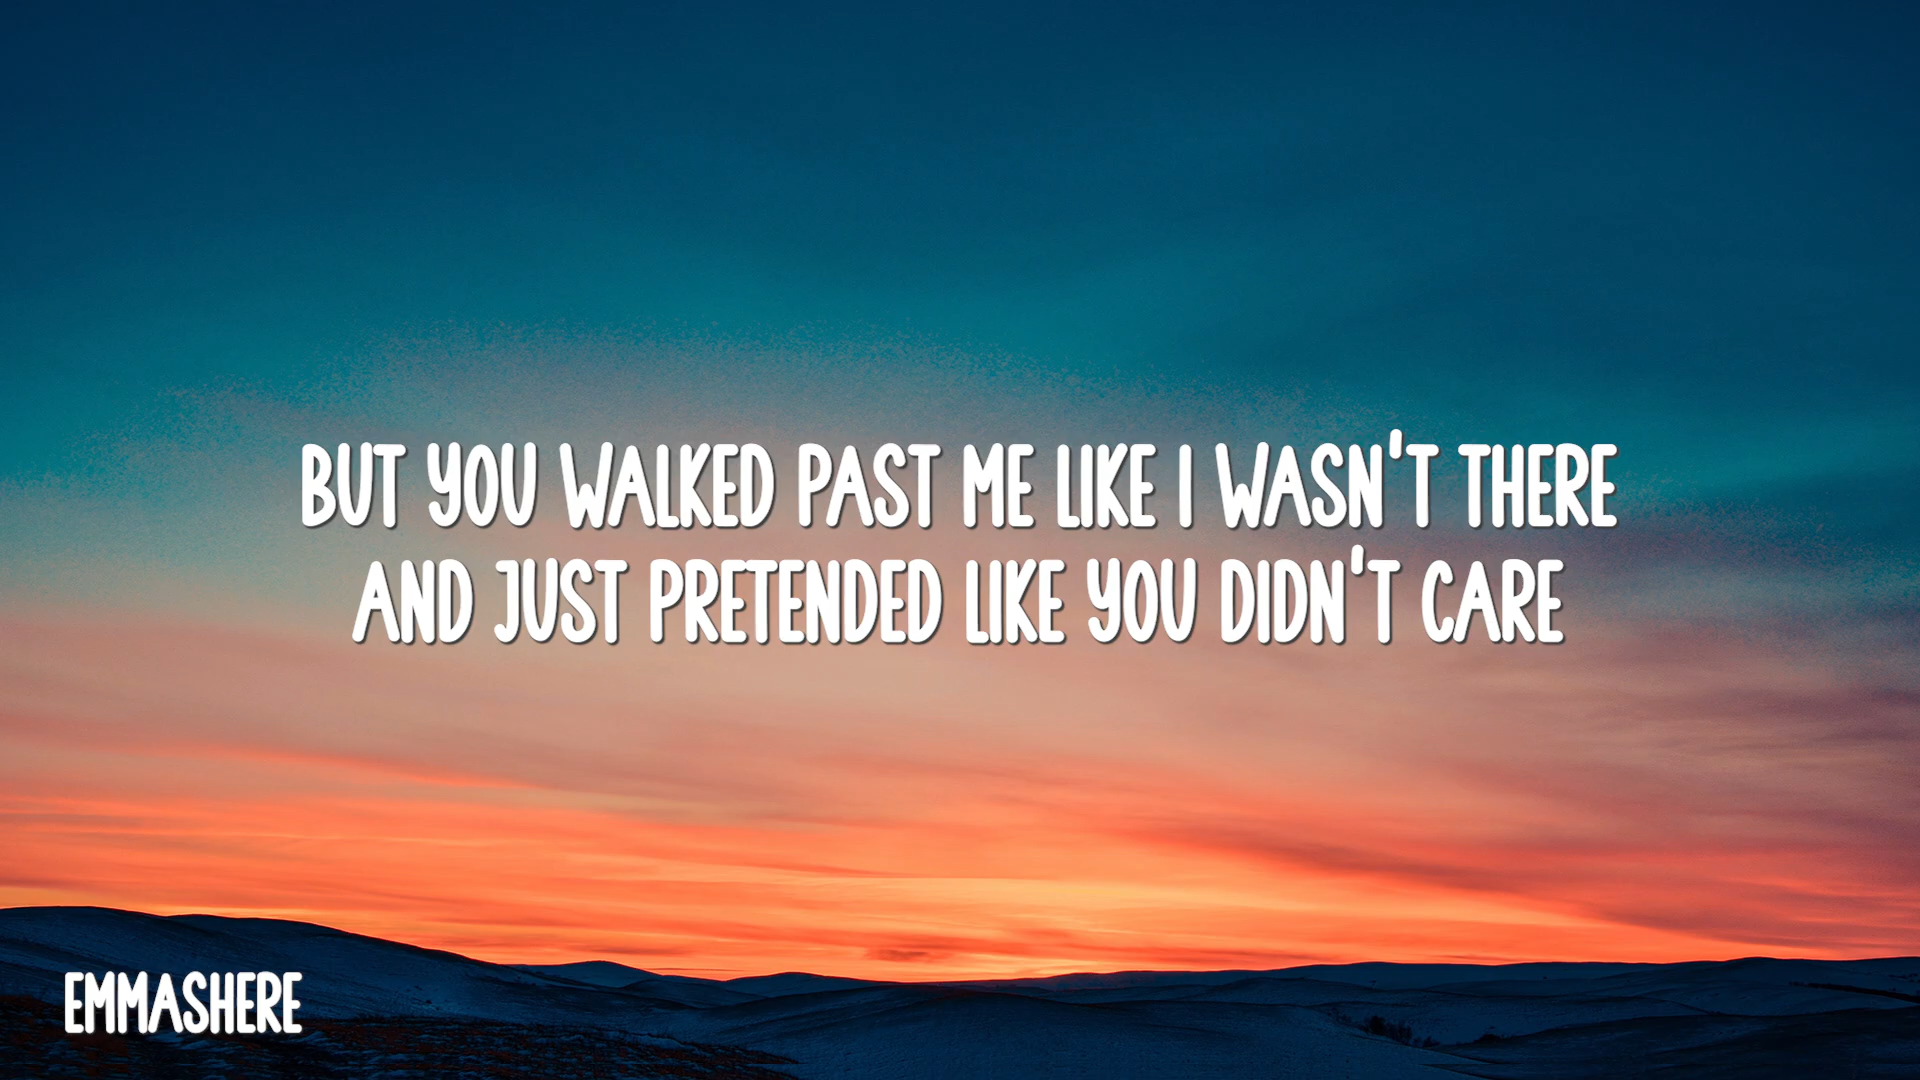 BUT YOU WALKED PAST ME LIKE I WASN'T THERE
AND JUST PRETENDED LIKE YOU DIDN'T CARE
EMMASHERE